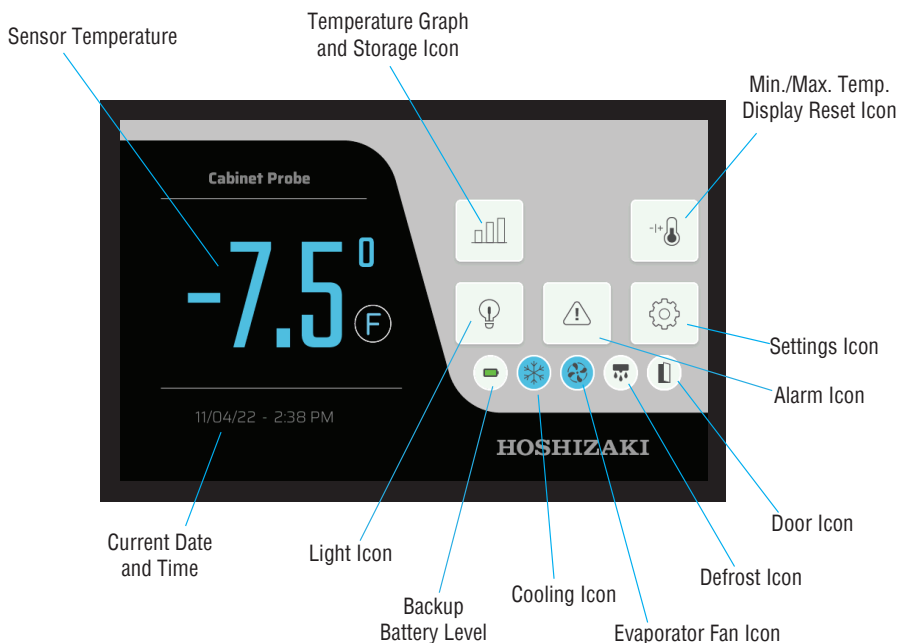 Temperature Graph
and Storage Icon
Sensor Temperature
Min./Max. Temp.
Display Reset Icon
Cabinet Probe
-7.5°
F
-|+
11/04/22 - 2:38 PM
HOSHIZAKI
Settings Icon
Alarm Icon
Door Icon
Defrost Icon
Evaporator Fan Icon
Cooling Icon
Backup
Battery Level
Light Icon
Current Date
and Time